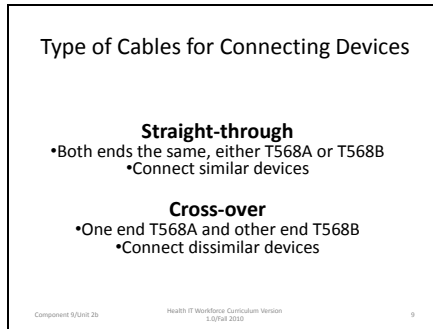 Type of Cables for Connecting Devices
Straight-through
•Both ends the same, either T568A or T568B
•Connect similar devices
Cross-over
•One end T568A and other end T568B
•Connect dissimilar devices
Component 9/Unit 2b
Health IT Workforce Curriculum Version
1.0/Fall 2010
9